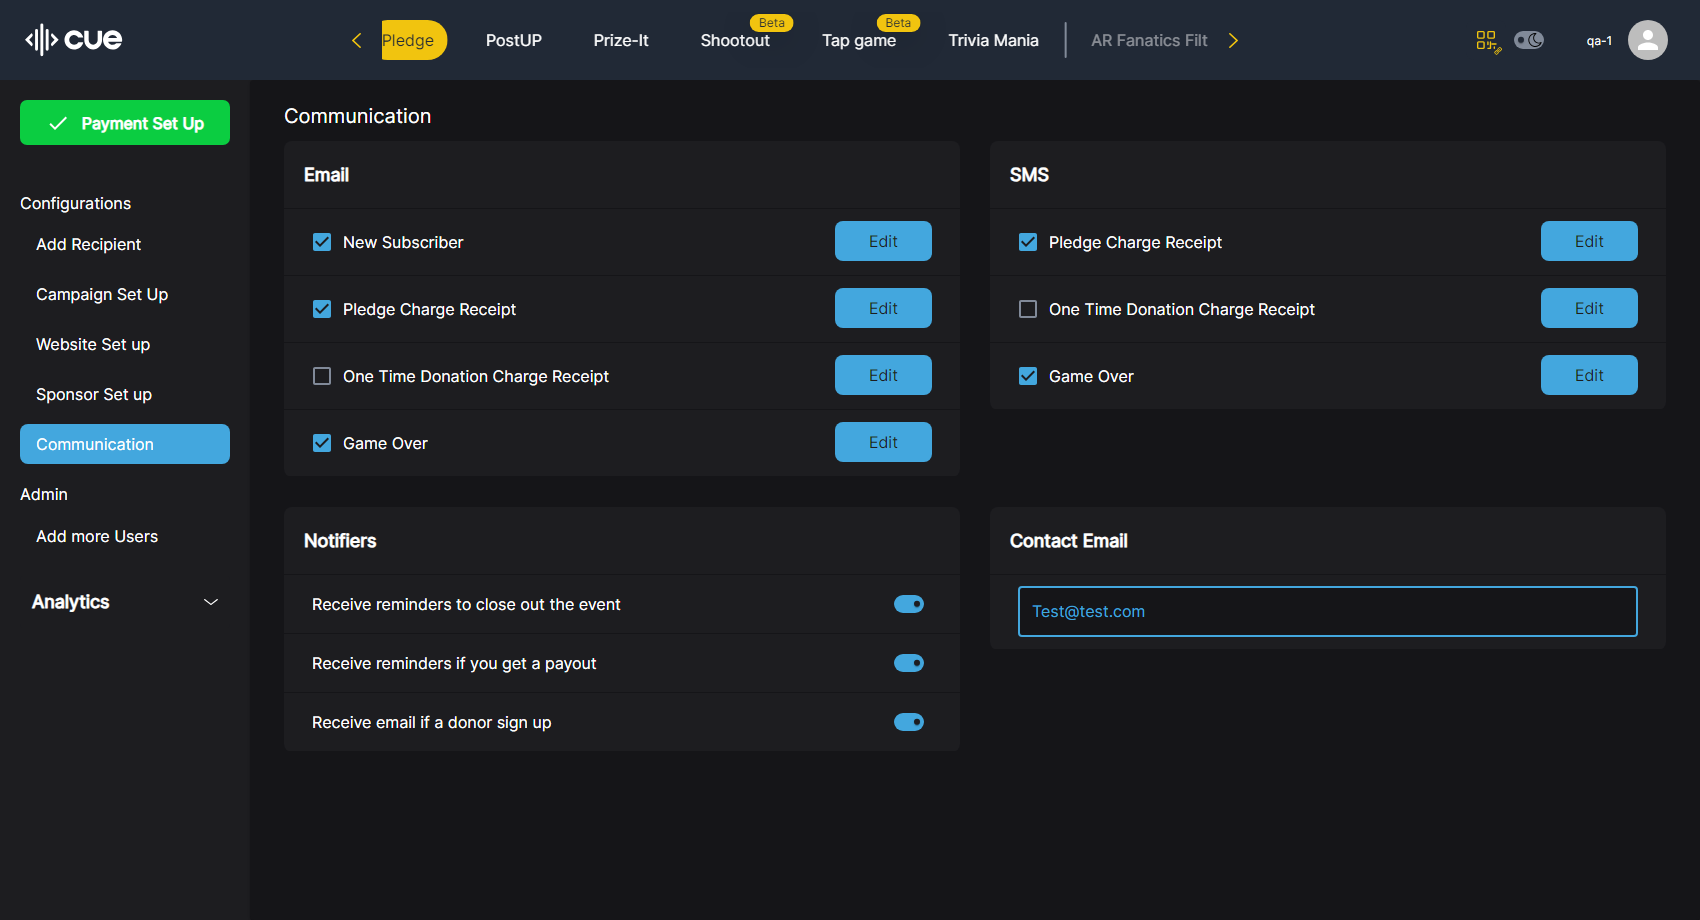 cue
Pledge
PostUP
Prize-It
Shootout
Beta
Tap game
Beta
Trivia Mania
AR Fanatics Filt
qa-1
Payment Set Up
Configurations
Add Recipient
Campaign Set Up
Website Set up
Sponsor Set up
Communication
Admin
Add more Users
Analytics
Communication
Email
New Subscriber
Edit
Pledge Charge Receipt
Edit
One Time Donation Charge Receipt
Edit
Game Over
Edit
SMS
Pledge Charge Receipt
Edit
One Time Donation Charge Receipt
Edit
Game Over
Edit
Notifiers
Receive reminders to close out the event
Receive reminders if you get a payout
Receive email if a donor sign up
Contact Email
Test@test.com